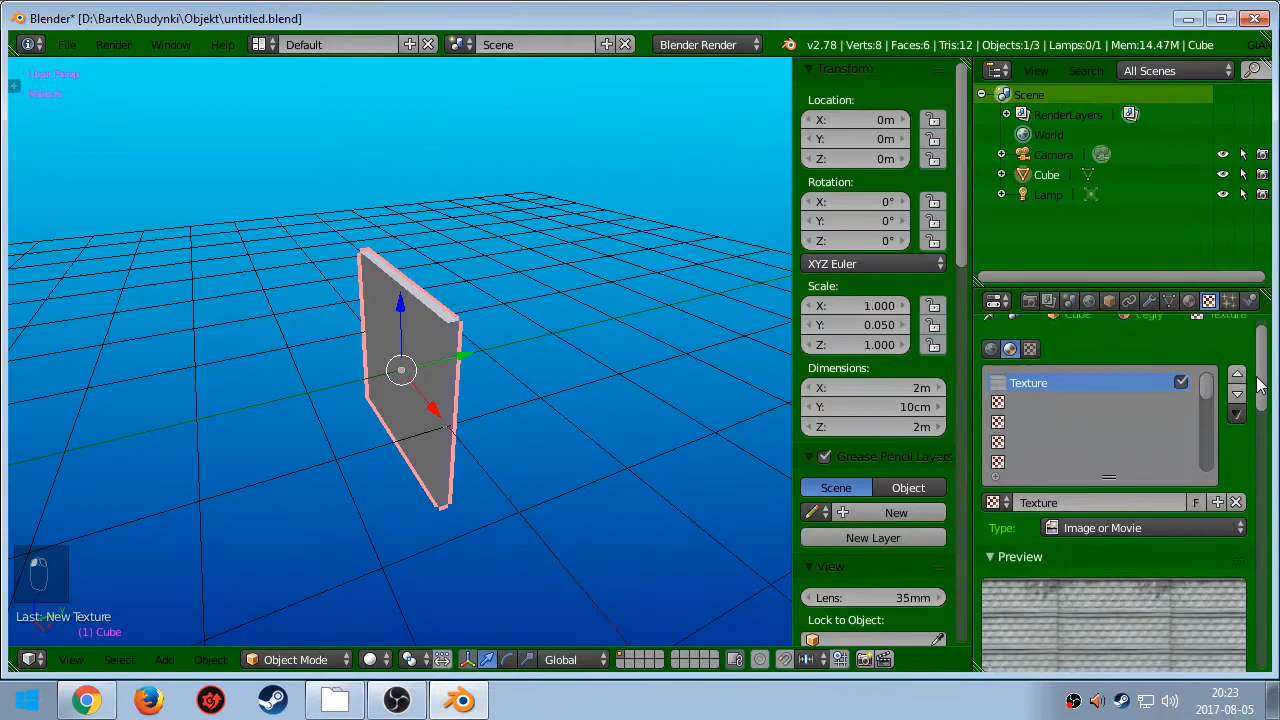 Blender* [D:\Bartek\Budynki\Objekt\untitled.blend]
File Render Window Help Default Scene Blender Render v2.78 | Verts:8 | Faces:6 | Tris:12 | Objects:1/3 | Lamps:0/1 | Mem:14.47M | Cube
User Persp
Meters
Transform
Location:
X: 0m
Y: 0m
Z: 0m
Rotation:
X: 0°
Y: 0°
Z: 0°
XYZ Euler
Scale:
X: 1.000
Y: 0.050
Z: 1.000
Dimensions:
X: 2m
Y: 10cm
Z: 2m
Grease Pencil Layers
Scene Object
New
New Layer
View
Lens: 35mm
Lock to Object:
View Search All Scenes
Scene
RenderLayers
World
Camera
Cube
Lamp
Cube Cegly Texture
Texture
Texture F
Type: Image or Movie
Preview
Last: New Texture
(1) Cube
View Select Add Object Object Mode Global
20:23
2017-08-05